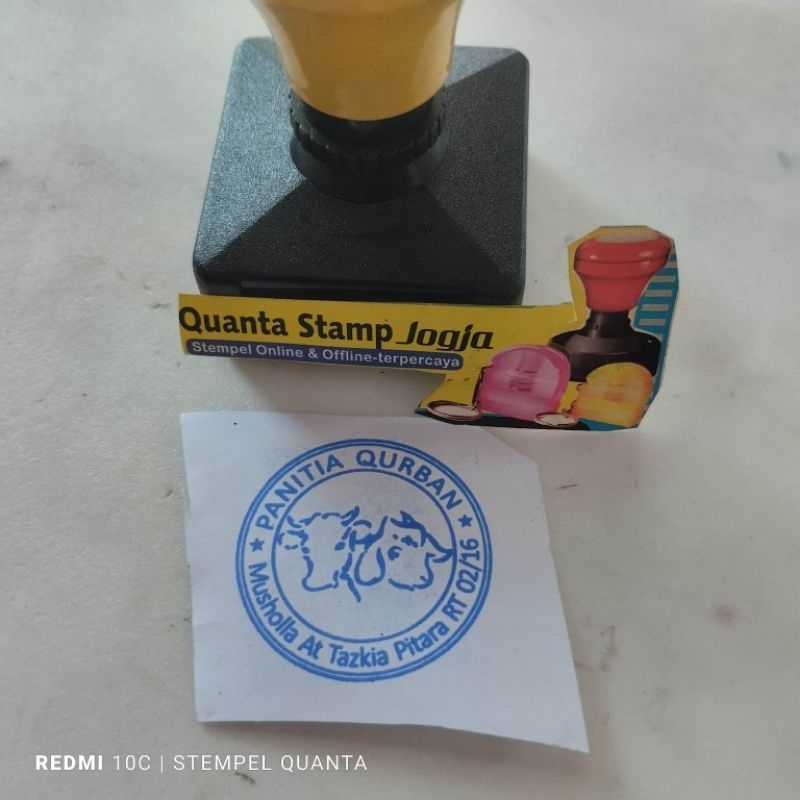 Quanta Stamp Jogja
Stempel Online & Offline-terpercaya
PANITIA QURBAN
Musholla At Tazkia Pitara RT 02/16
REDMI 10C | STEMPEL QUANTA